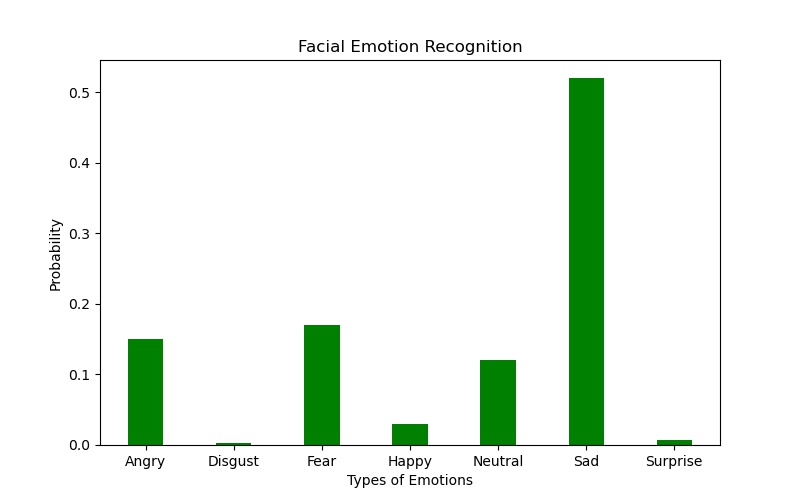 Facial Emotion Recognition
Probability
0.5
0.4
0.3
0.2
0.1
0.0
Angry Disgust Fear Happy Neutral Sad Surprise
Types of Emotions